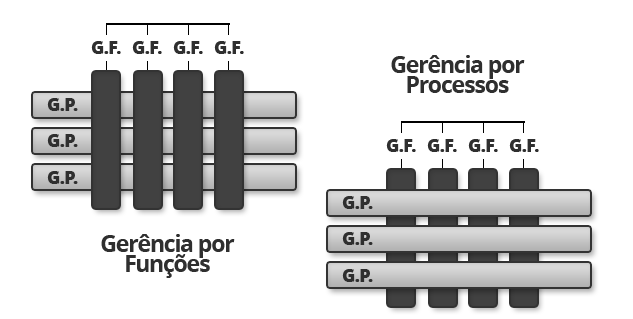 G.F. G.F. G.F. G.F.
G.P.
G.P.
G.P.
Gerência por
Funções
Gerência por
Processos
G.F. G.F. G.F. G.F.
G.P.
G.P.
G.P.